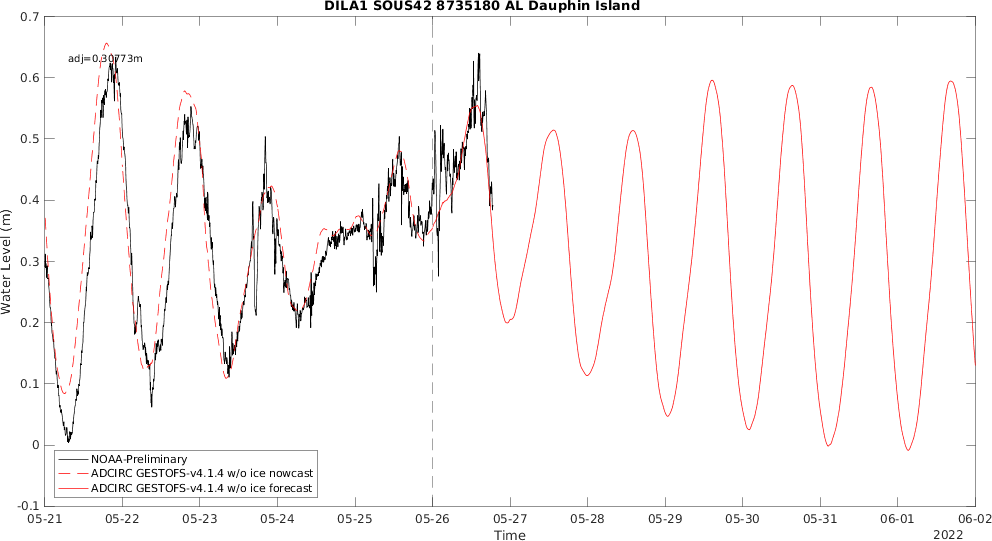 DILA1 SOUS42 8735180 AL Dauphin Island
0.7
adj=0.30773m
0.6
0.5
0.4
0.3
0.2
0.1
0
-0.1
Water Level (m)
NOAA-Preliminary
ADCIRC GESTOFS-v4.1.4 w/o ice nowcast
ADCIRC GESTOFS-v4.1.4 w/o ice forecast
05-21 05-22 05-23 05-24 05-25 05-26 05-27 05-28 05-29 05-30 05-31 06-01 06-02
Time
2022